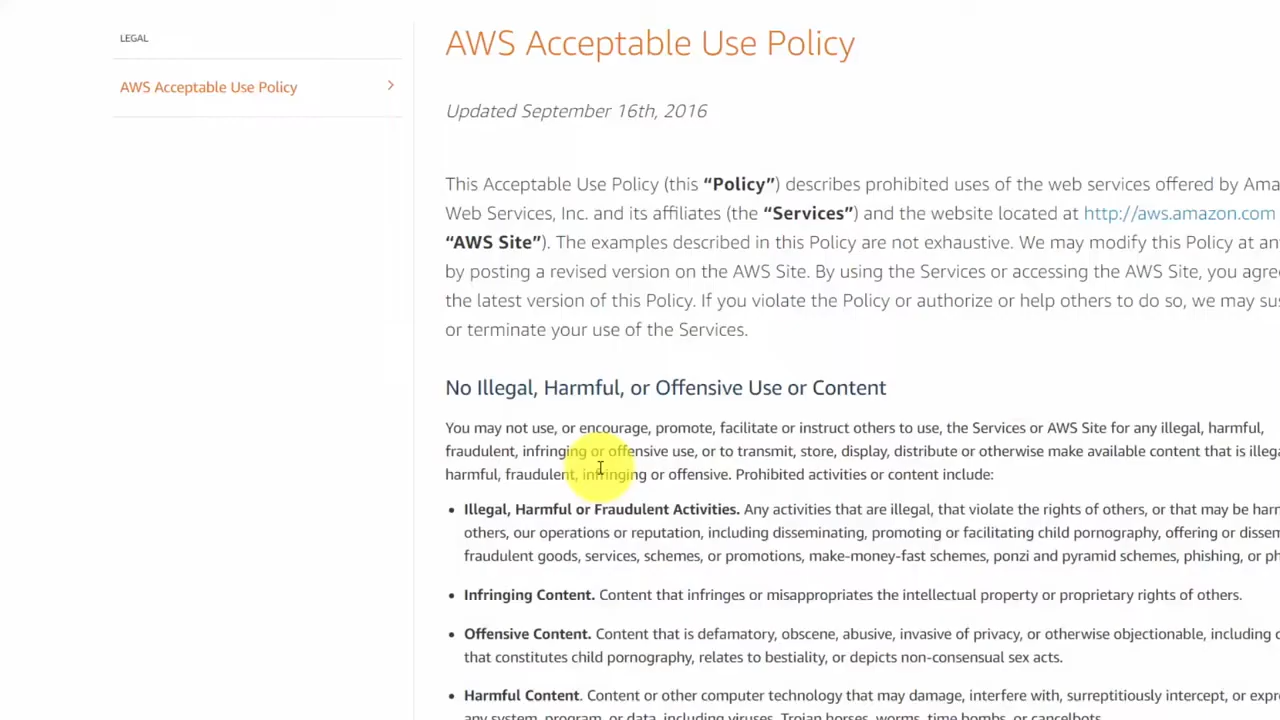 LEGAL
AWS Acceptable Use Policy
AWS Acceptable Use Policy
Updated September 16th, 2016
This Acceptable Use Policy (this “Policy”) describes prohibited uses of the web services offered by
Web Services, Inc. and its affiliates (the “Services”) and the website located at http://aws.amazon.com
“AWS Site”). The examples described in this Policy are not exhaustive. We may modify this Policy at
by posting a revised version on the AWS Site. By using the Services or accessing the AWS Site, you
the latest version of this Policy. If you violate the Policy or authorize or help others to do so, we may
or terminate your use of the Services.
No Illegal, Harmful, or Offensive Use or Content
You may not use, or encourage, promote, facilitate or instruct others to use, the Services or AWS Site for any illegal, harmful,
fraudulent, infringing or offensive use, or to transmit, store, display, distribute or otherwise make available content that is
harmful, fraudulent, infringing or offensive. Prohibited activities or content include:
• Illegal, Harmful or Fraudulent Activities. Any activities that are illegal, that violate the rights of others, or that may be
others, our operations or reputation, including disseminating, promoting or facilitating child pornography, offering or
fraudulent goods, services, schemes, or promotions, make-money-fast schemes, ponzi and pyramid schemes, phishing, or
• Infringing Content. Content that infringes or misappropriates the intellectual property or proprietary rights of others.
• Offensive Content. Content that is defamatory, obscene, abusive, invasive of privacy, or otherwise objectionable, including
that constitutes child pornography, relates to bestiality, or depicts non-consensual sex acts.
• Harmful Content. Content or other computer technology that may damage, interfere with, surreptitiously intercept, or
any system, program, or data, including viruses, Trojan horses, worms, time bombs, or cancelbots.